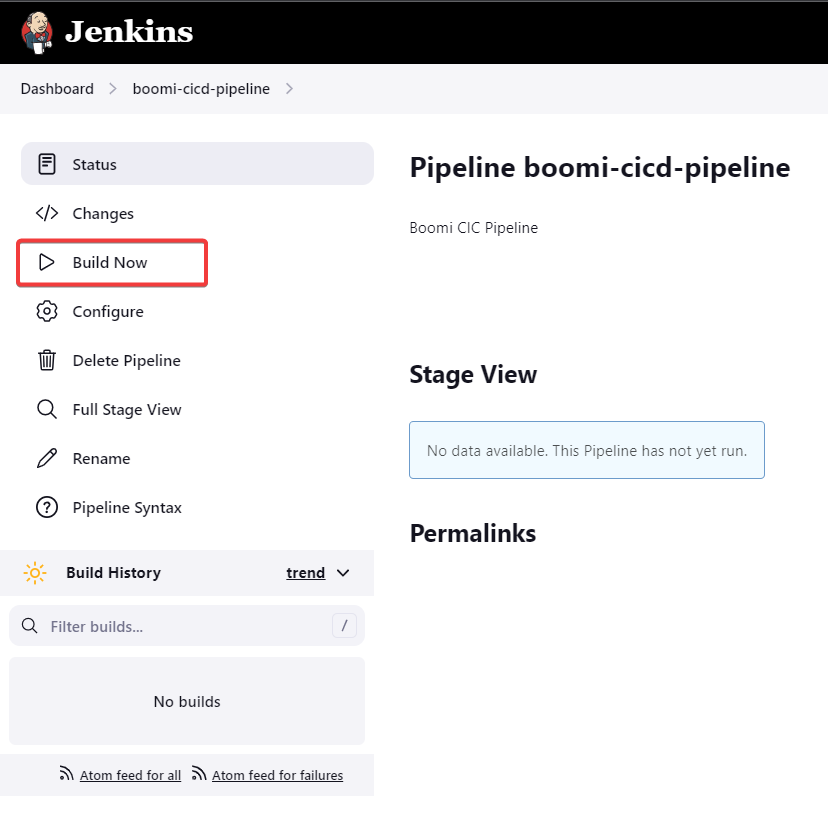 Jenkins
Dashboard > boomi-cicd-pipeline >
Status
Changes
Build Now
Configure
Delete Pipeline
Full Stage View
Rename
Pipeline Syntax
Build History trend
Filter builds... /
No builds
Atom feed for all Atom feed for failures
Pipeline boomi-cicd-pipeline
Boomi CIC Pipeline
Stage View
No data available. This Pipeline has not yet run.
Permalinks